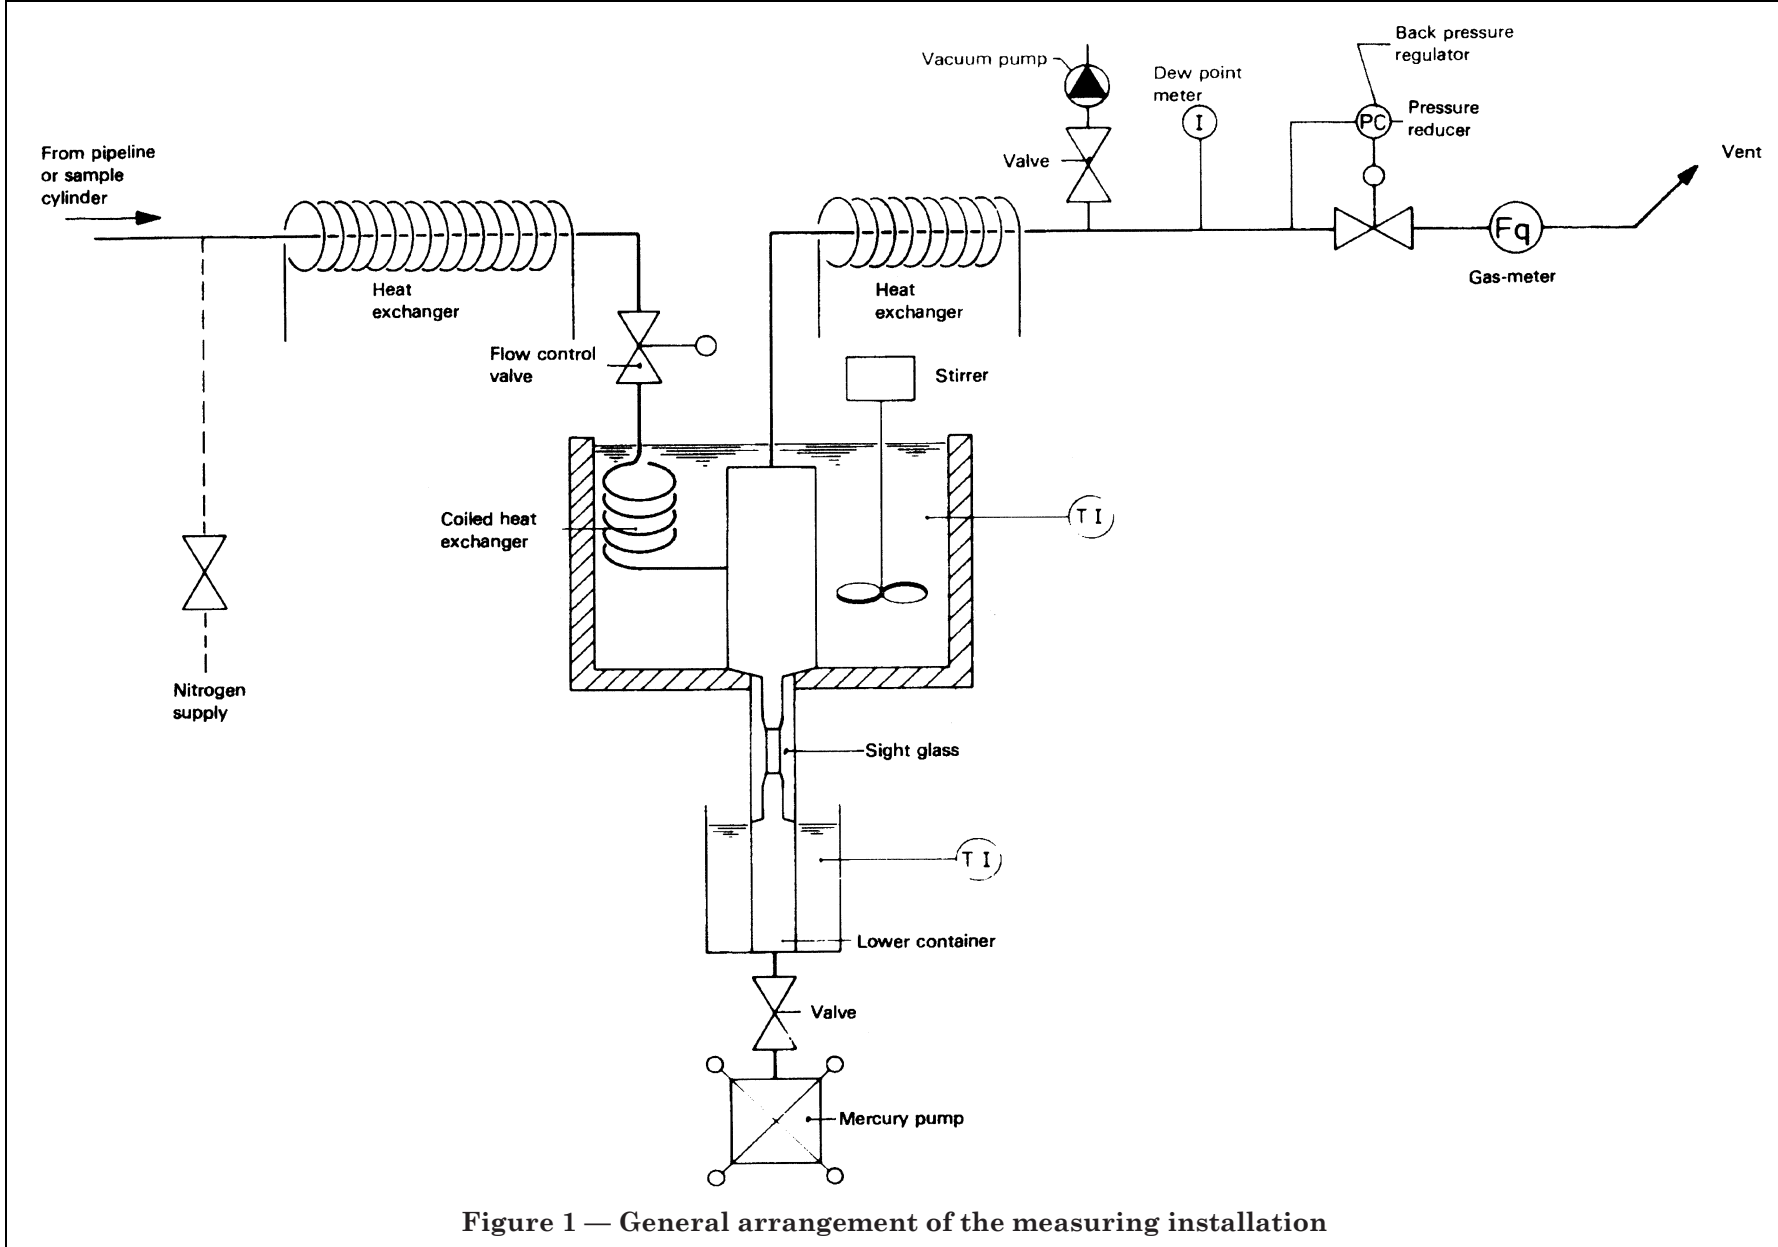 Back pressure
regulator
Vacuum pump
Dew point
meter
I
PC
Pressure
reducer
Valve
Vent
From pipeline
or sample
cylinder
Fq
Gas-meter
Heat
exchanger
Heat
exchanger
Flow control
valve
Stirrer
Coiled heat
exchanger
T I
Nitrogen
supply
Sight glass
T I
Lower container
Valve
Mercury pump
Figure 1 — General arrangement of the measuring installation